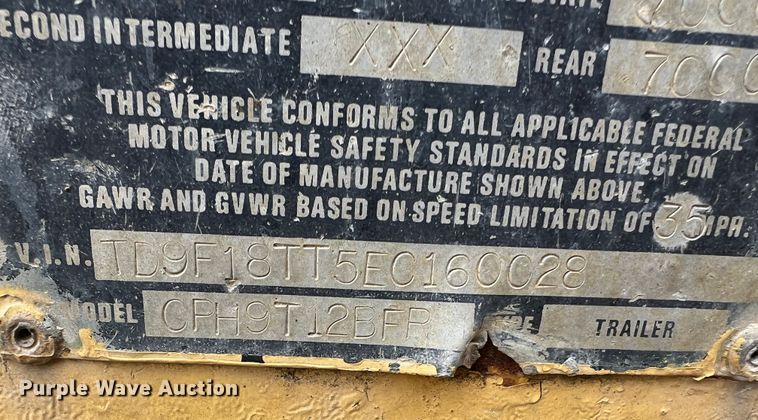 SECOND INTERMEDIATE XXX REAR 7000
THIS VEHICLE CONFORMS TO ALL APPLICABLE FEDERAL
MOTOR VEHICLE SAFETY STANDARDS IN EFFECT ON
DATE OF MANUFACTURE SHOWN ABOVE.
GAWR AND GVWR BASED ON SPEED LIMITATION OF 35 MPH.
V.I.N. TD9F18TT5EC160028
MODEL CPH9T12BFP TRAILER
Purple Wave Auction